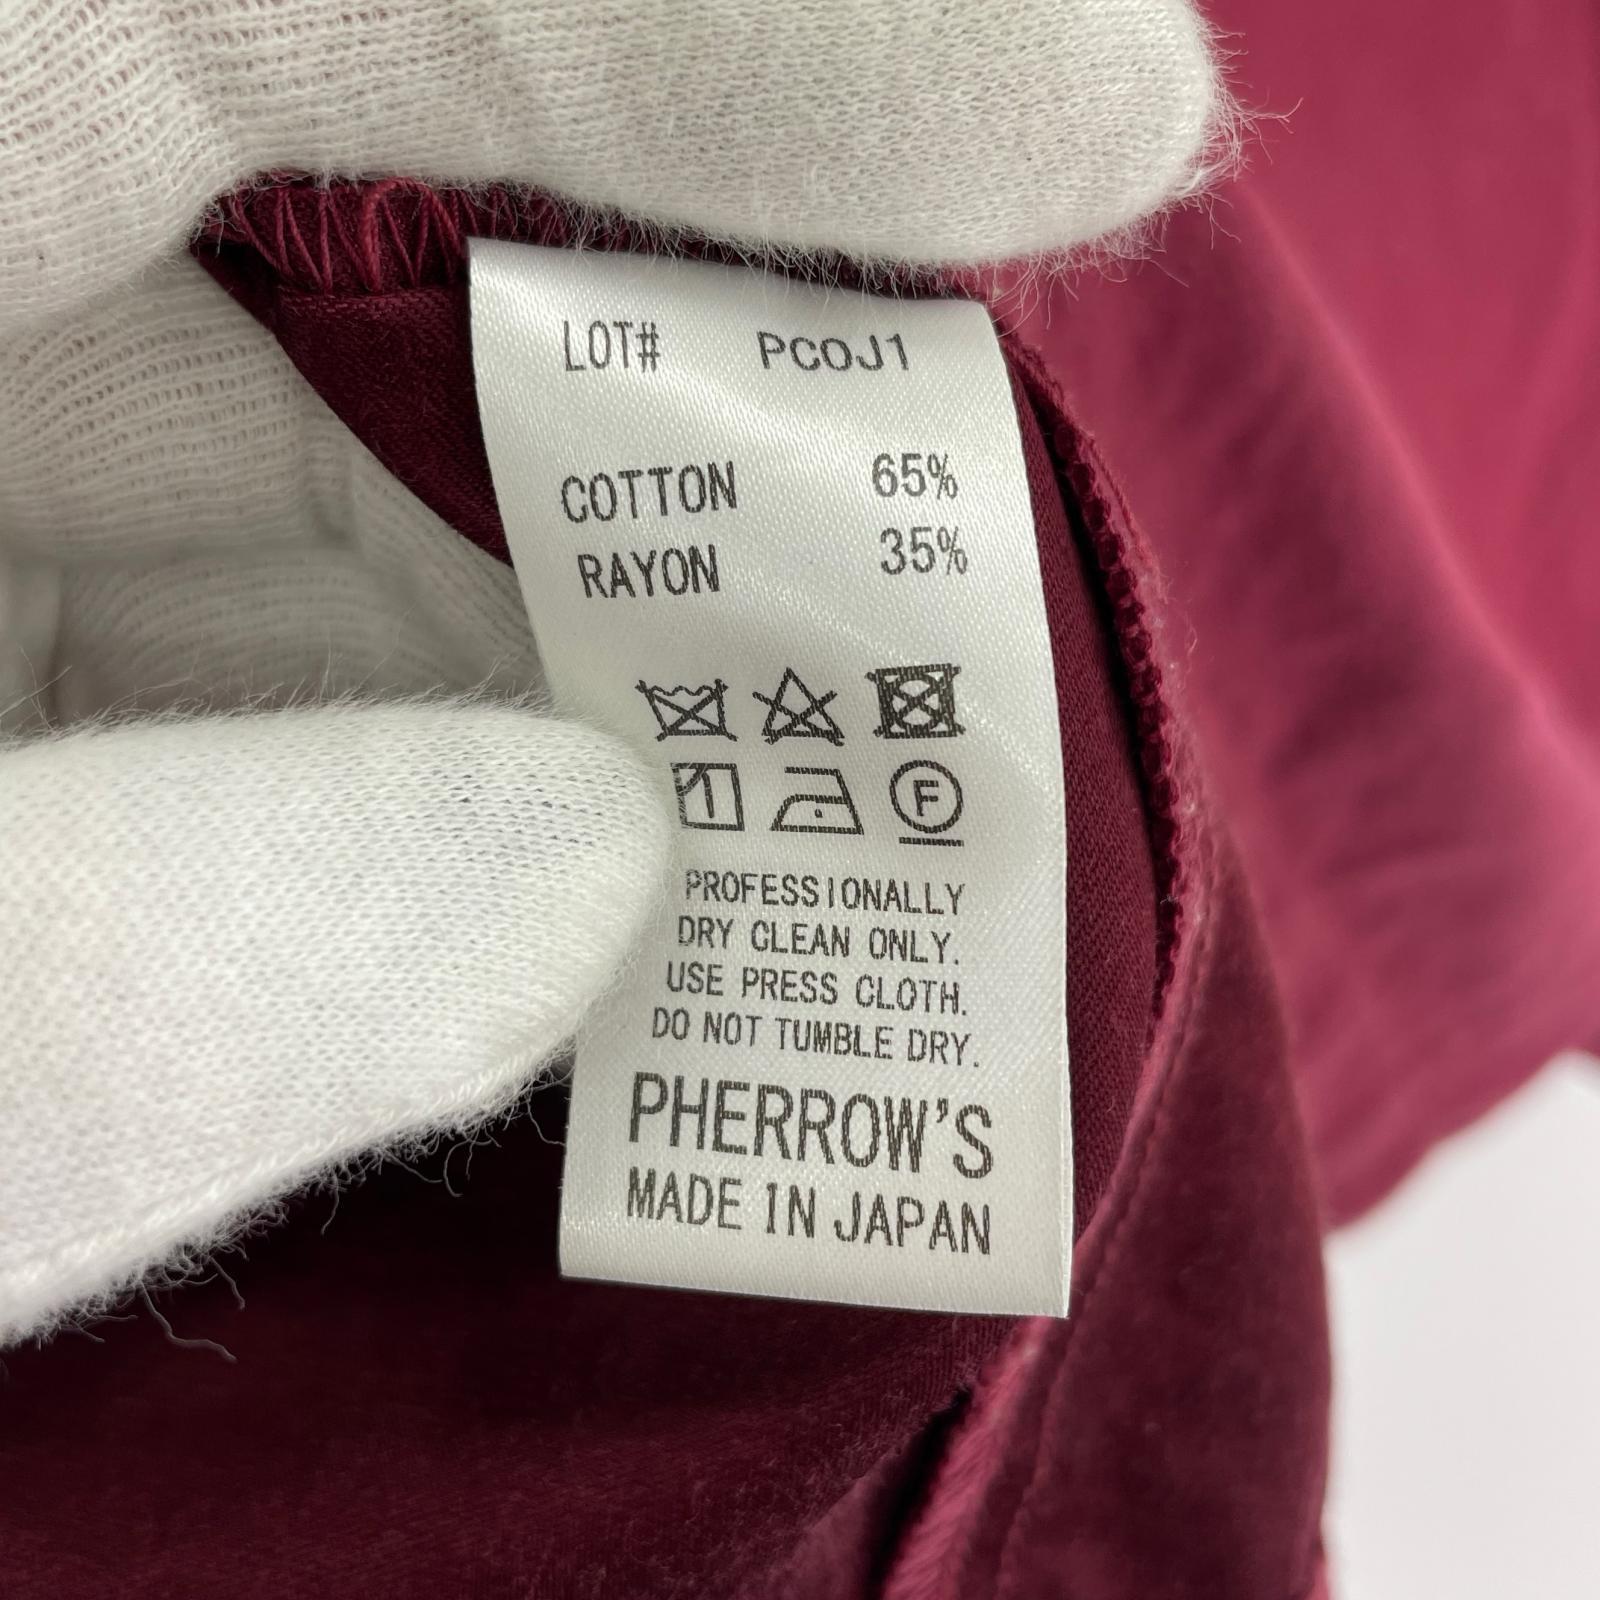 LOT# PCOJ1
COTTON 65%
RAYON 35%
F
PROFESSIONALLY
DRY CLEAN ONLY.
USE PRESS CLOTH.
DO NOT TUMBLE DRY.
PHERROW'S
MADE IN JAPAN